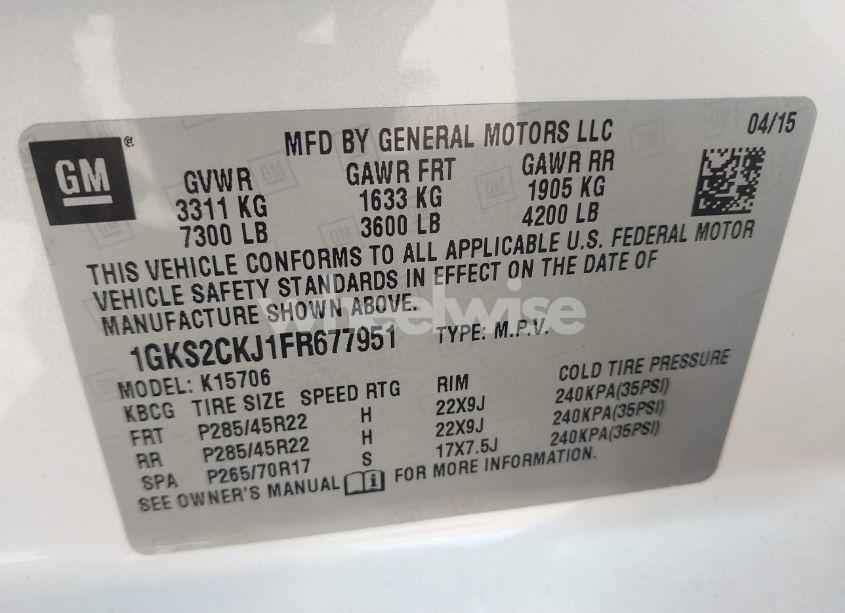 GM
MFD BY GENERAL MOTORS LLC 04/15
GVWR GAWR FRT GAWR RR
3311 KG 1633 KG 1905 KG
7300 LB 3600 LB 4200 LB
THIS VEHICLE CONFORMS TO ALL APPLICABLE U.S. FEDERAL MOTOR
VEHICLE SAFETY STANDARDS IN EFFECT ON THE DATE OF
MANUFACTURE SHOWN ABOVE.
wheelwise
1GKS2CKJ1FR677951 TYPE: M.P.V.
MODEL: K15706
KBCG TIRE SIZE SPEED RTG RIM COLD TIRE PRESSURE
FRT P285/45R22 H 22X9J 240KPA(35PSI)
RR P285/45R22 H 22X9J 240KPA(35PSI)
SPA P265/70R17 S 17X7.5J 240KPA(35PSI)
SEE OWNER'S MANUAL FOR MORE INFORMATION.